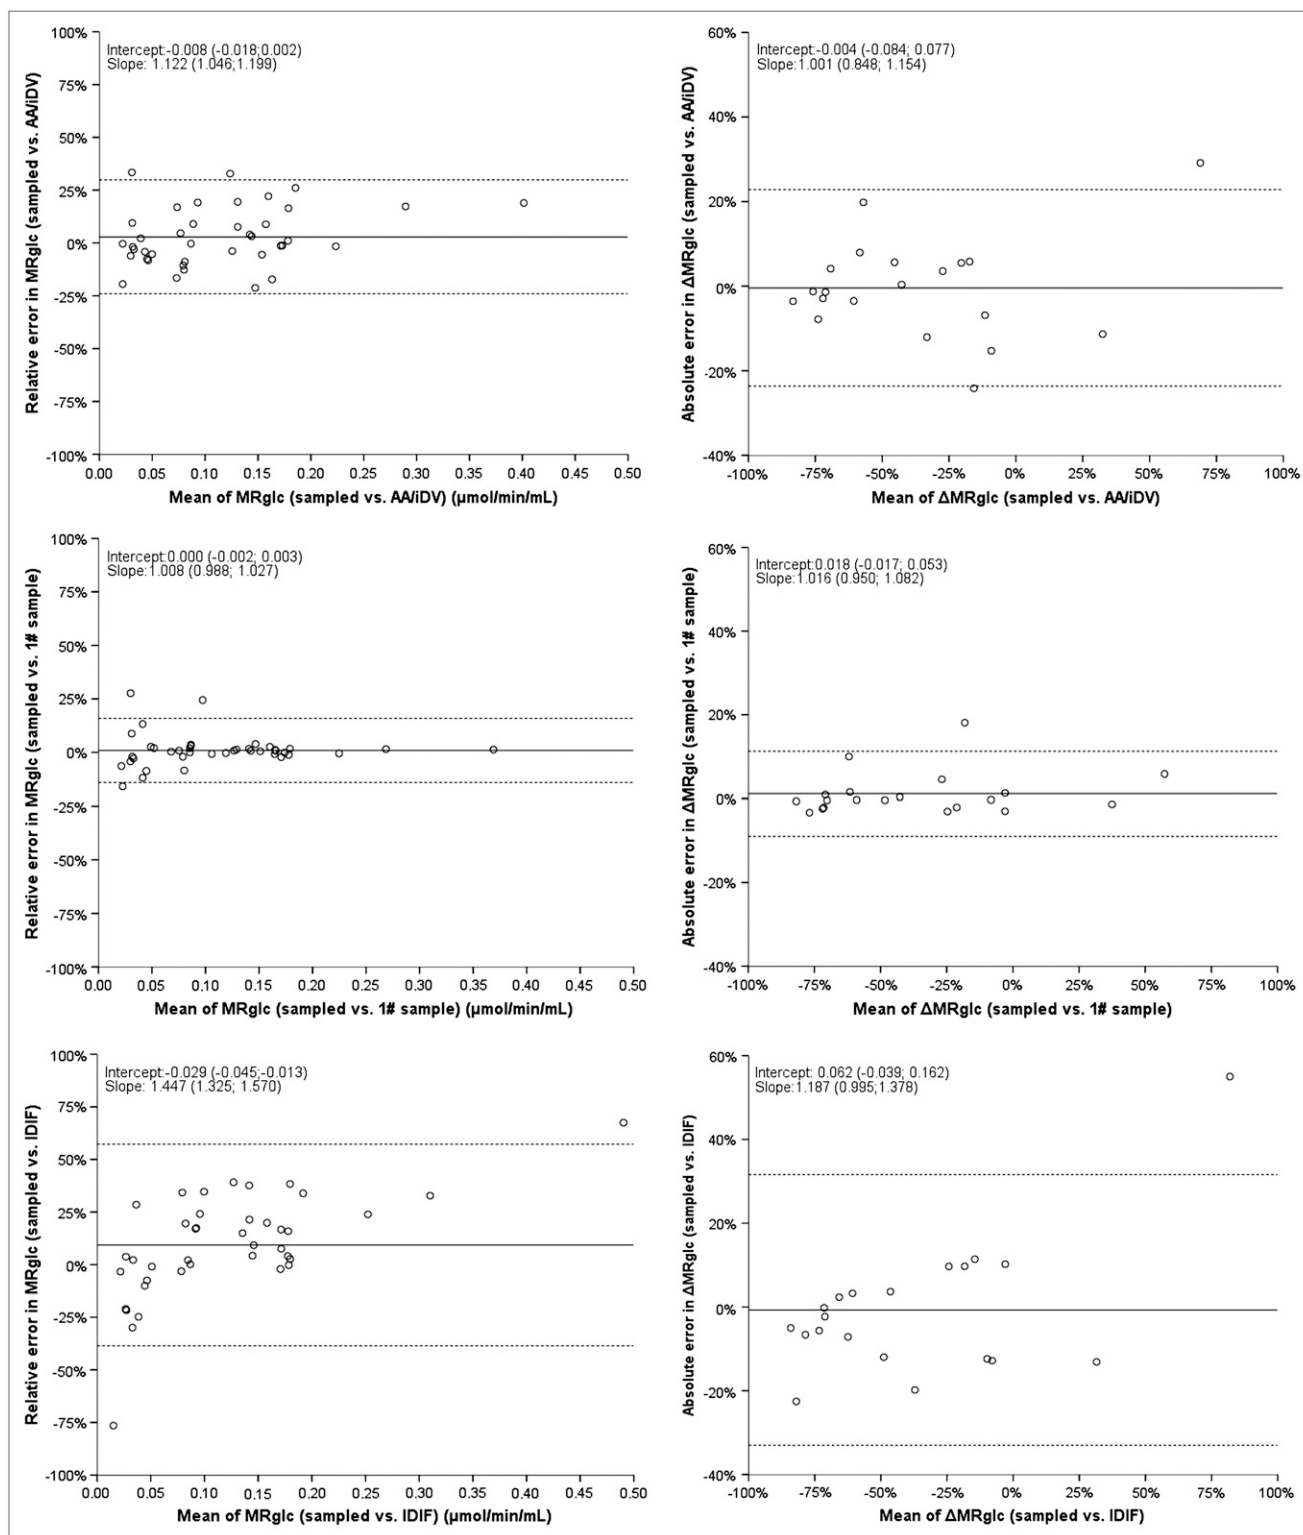 100%
75%
50%
25%
0%
-25%
-50%
-75%
-100%
Relative error in MRglc (sampled vs. AA/iDV)
Intercept:-0.008 (-0.018;0.002)
Slope: 1.122 (1.046;1.199)
0.00 0.05 0.10 0.15 0.20 0.25 0.30 0.35 0.40 0.45 0.50
Mean of MRglc (sampled vs. AA/iDV) (µmol/min/mL)
60%
40%
20%
0%
-20%
-40%
Absolute error in ΔMRglc (sampled vs. AA/iDV)
Intercept:-0.004 (-0.084; 0.077)
Slope:1.001 (0.848; 1.154)
-100% -75% -50% -25% 0% 25% 50% 75% 100%
Mean of ΔMRglc (sampled vs. AA/iDV)
100%
75%
50%
25%
0%
-25%
-50%
-75%
-100%
Relative error in MRglc (sampled vs. 1# sample)
Intercept:0.000 (-0.002; 0.003)
Slope:1.008 (0.988; 1.027)
0.00 0.05 0.10 0.15 0.20 0.25 0.30 0.35 0.40 0.45 0.50
Mean of MRglc (sampled vs. 1# sample) (µmol/min/mL)
60%
40%
20%
0%
-20%
-40%
Absolute error in ΔMRglc (sampled vs. 1# sample)
Intercept:0.018 (-0.017; 0.053)
Slope:1.016 (0.950; 1.082)
-100% -75% -50% -25% 0% 25% 50% 75% 100%
Mean of ΔMRglc (sampled vs. 1# sample)
100%
75%
50%
25%
0%
-25%
-50%
-75%
-100%
Relative error in MRglc (sampled vs. IDIF)
Intercept:-0.029 (-0.045;-0.013)
Slope: 1.447 (1.325; 1.570)
0.00 0.05 0.10 0.15 0.20 0.25 0.30 0.35 0.40 0.45 0.50
Mean of MRglc (sampled vs. IDIF) (µmol/min/mL)
60%
40%
20%
0%
-20%
-40%
Absolute error in ΔMRglc (sampled vs. IDIF)
Intercept: 0.062 (-0.039; 0.162)
Slope:1.187 (0.995;1.378)
-100% -75% -50% -25% 0% 25% 50% 75% 100%
Mean of ΔMRglc (sampled vs. IDIF)